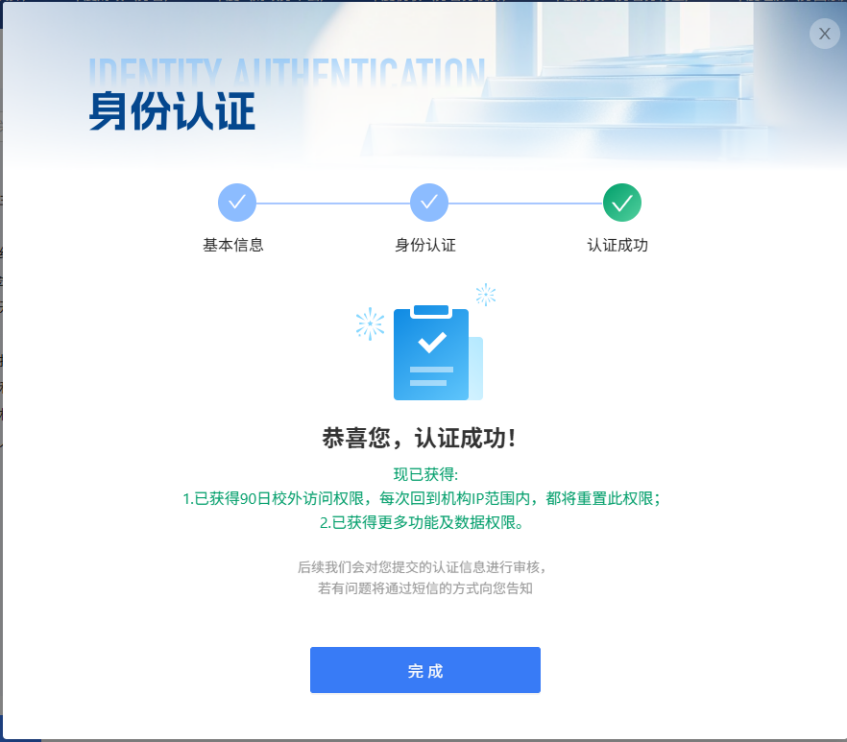 IDENTITY AUTHENTICATION
身份认证
基本信息
身份认证
认证成功
恭喜您，认证成功！
现已获得:
1.已获得90日校外访问权限，每次回到机构IP范围内，都将重置此权限；
2.已获得更多功能及数据权限。
后续我们会对您提交的认证信息进行审核，
若有问题将通过短信的方式向您告知
完成